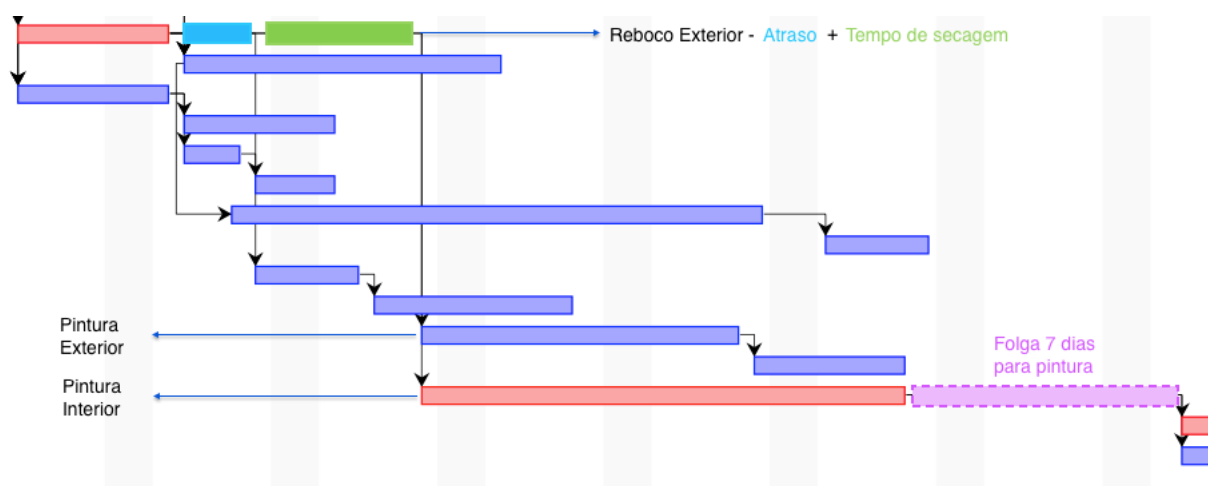 Reboco Exterior - Atraso + Tempo de secagem
Pintura
Exterior
Folga 7 dias
para pintura
Pintura
Interior